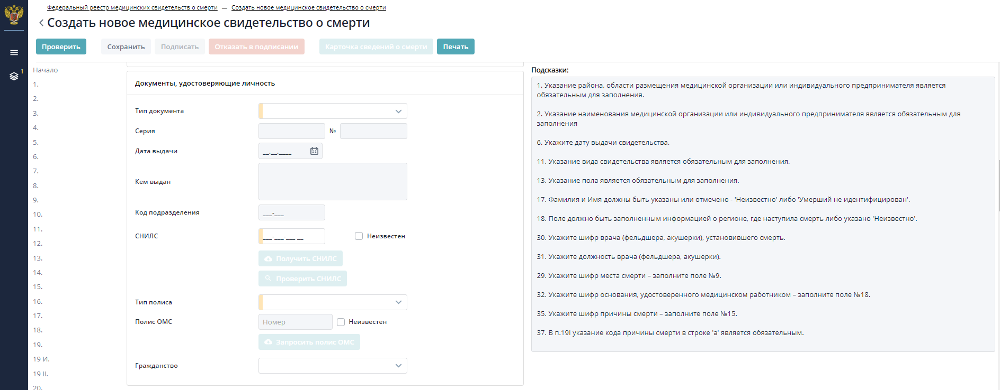 Федеральный реестр медицинских свидетельств о смерти — Создать новое медицинское свидетельство о смерти
Создать новое медицинское свидетельство о смерти
Проверить Сохранить Подписать Отказать в подписании Карточка сведений о смерти Печать
1
Начало
1.
2.
3.
4.
5.
6.
7.
8.
9.
10.
11.
12.
13.
14.
15.
16.
17.
18.
19.
19 И.
19 II.
20.
Документы, удостоверяющие личность
Тип документа
Серия №
Дата выдачи __.__.____
Кем выдан
Код подразделения ___-___
СНИЛС ___-___-___ __ Неизвестен
Получить СНИЛС
Проверить СНИЛС
Тип полиса
Полис ОМС Номер Неизвестен
Запросить полис ОМС
Гражданство
Подсказки:
1. Указание района, области размещения медицинской организации или индивидуального предпринимателя является
обязательным для заполнения.
2. Указание наименования медицинской организации или индивидуального предпринимателя является обязательным для
заполнения
6. Укажите дату выдачи свидетельства.
11. Указание вида свидетельства является обязательным для заполнения.
13. Указание пола является обязательным для заполнения.
17. Фамилия и Имя должны быть указаны или отмечено - 'Неизвестно' либо 'Умерший не идентифицирован'.
18. Поле должно быть заполненным информацией о регионе, где наступила смерть либо указано 'Неизвестно'.
30. Укажите шифр врача (фельдшера, акушерки), установившего смерть.
31. Укажите должность врача (фельдшера, акушерки).
29. Укажите шифр места смерти – заполните поле №9.
32. Укажите шифр основания, удостоверенного медицинском работником – заполните поле №18.
35. Укажите шифр причины смерти – заполните поле №15.
37. В п.19I указание кода причины смерти в строке 'а' является обязательным.